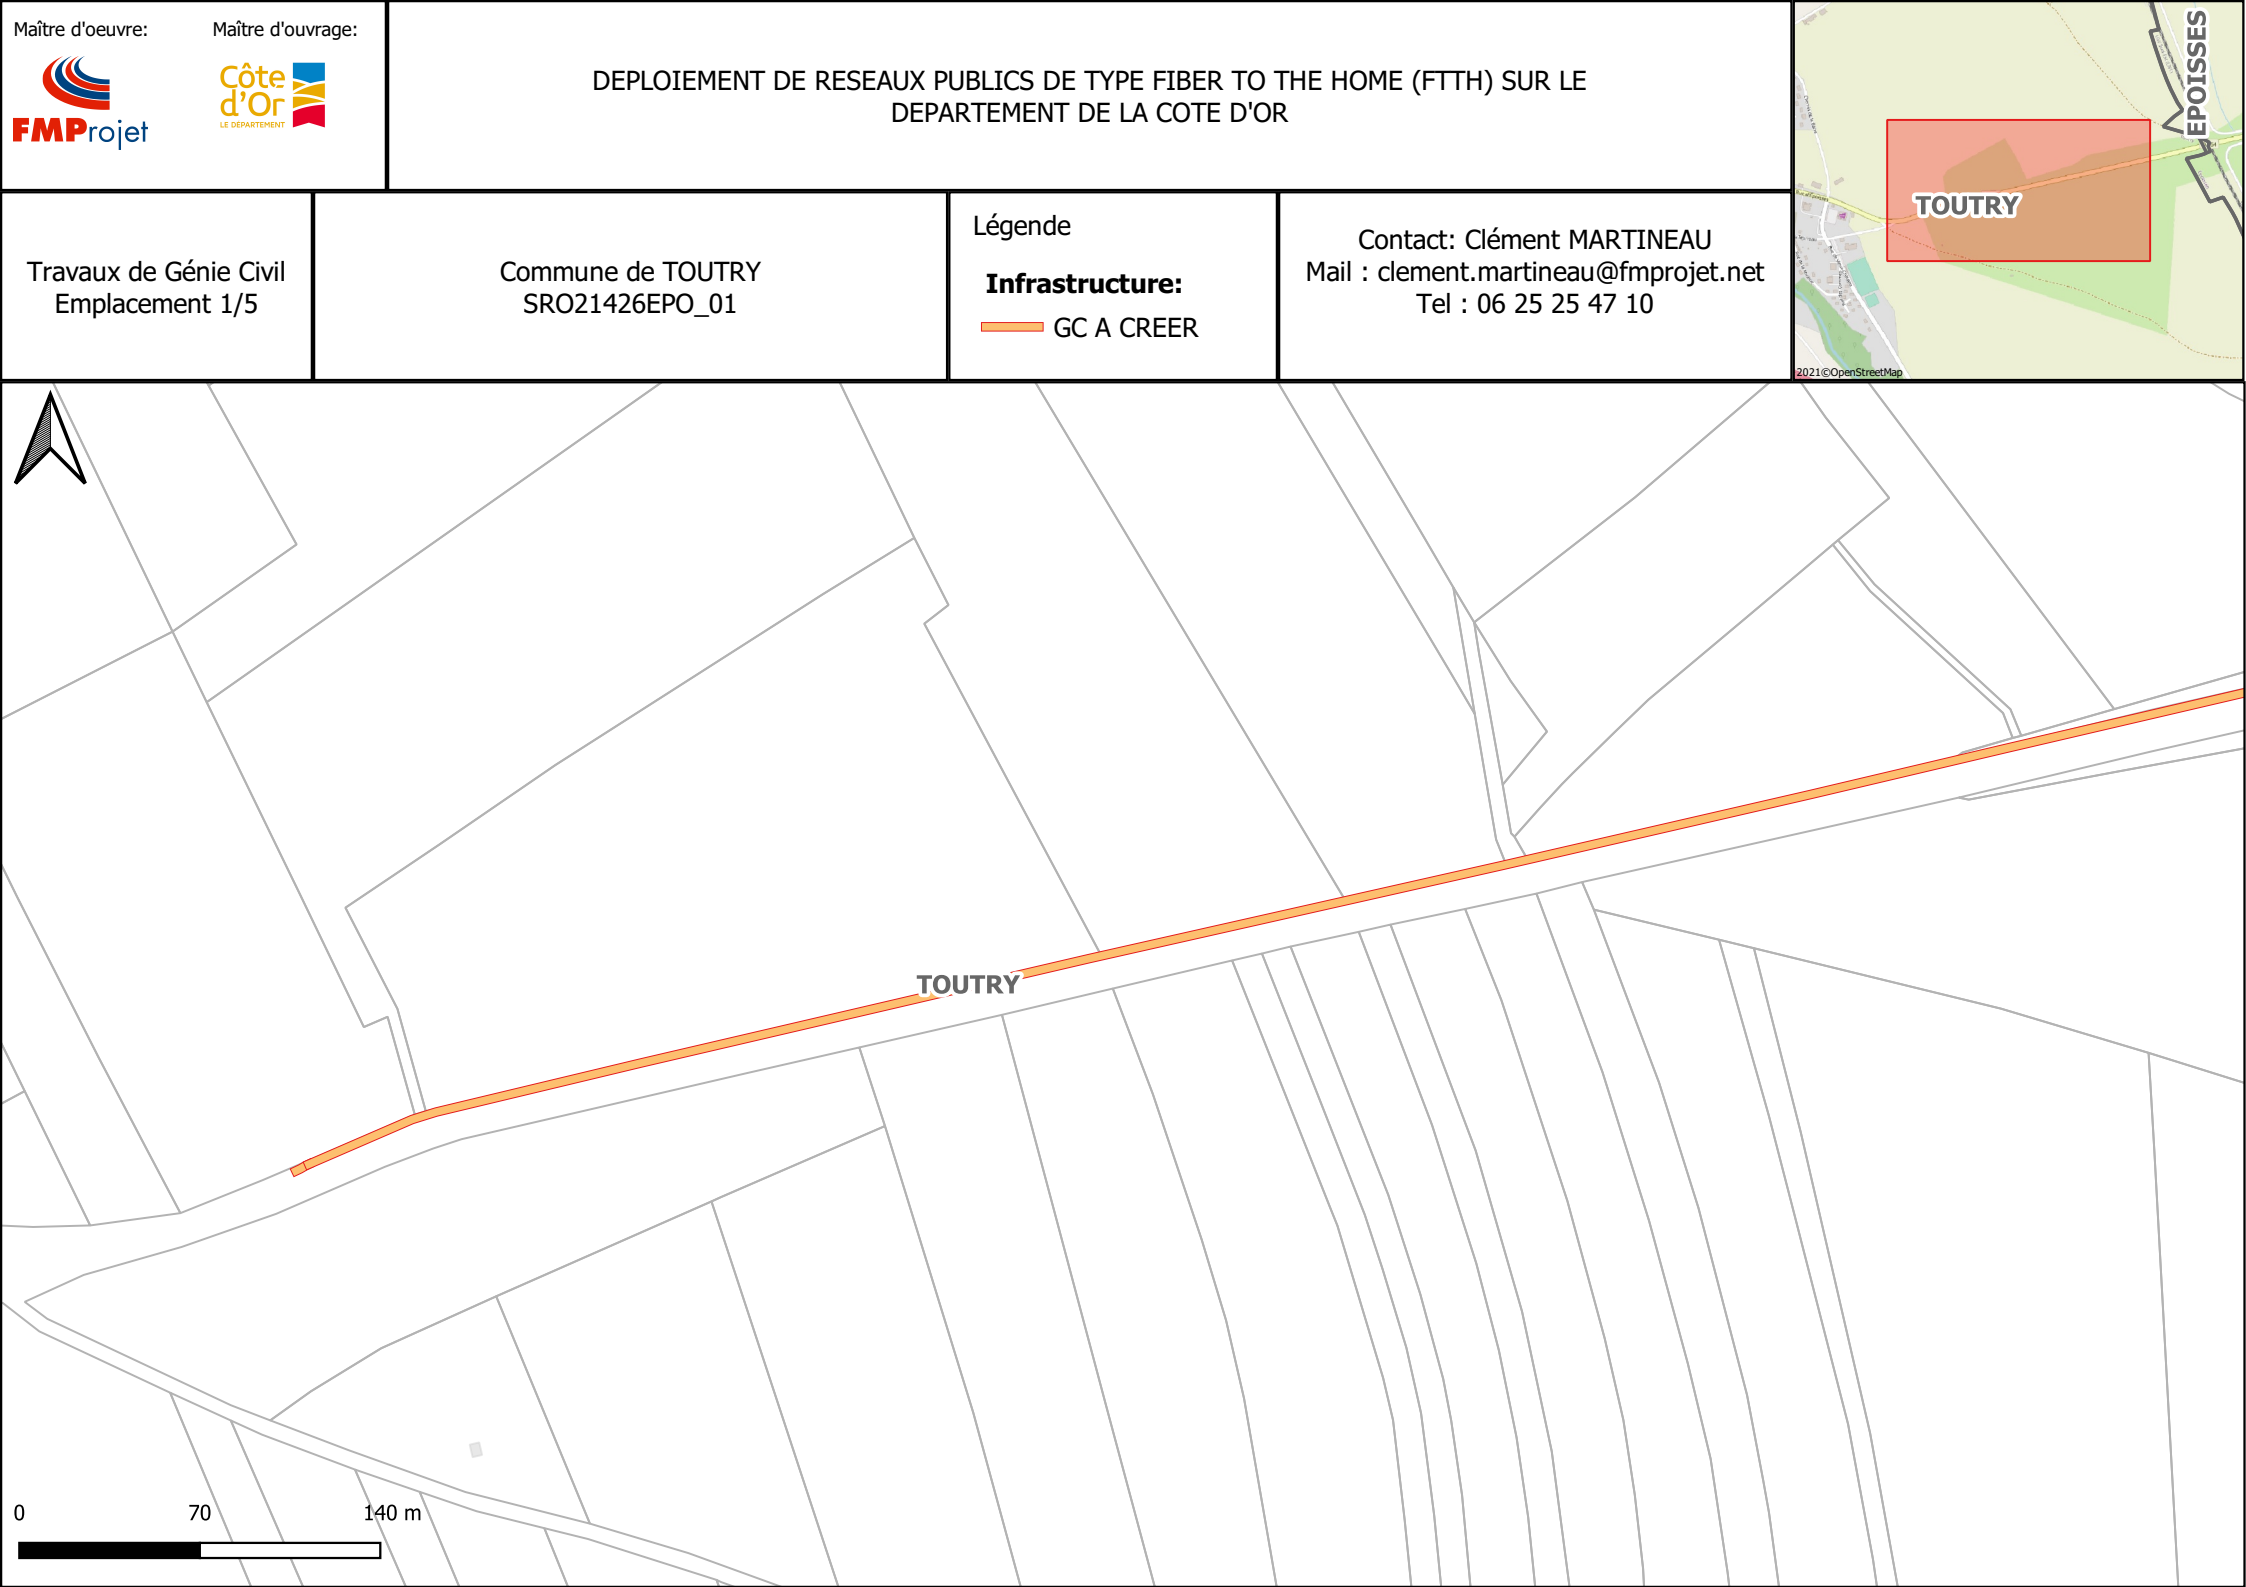 Maître d'oeuvre:
Maître d'ouvrage:
FMProjet
Côte
d'Or
LE DÉPARTEMENT
DEPLOIEMENT DE RESEAUX PUBLICS DE TYPE FIBER TO THE HOME (FTTH) SUR LE
DEPARTEMENT DE LA COTE D'OR
EPOISSES
TOUTRY
2021©OpenStreetMap
Travaux de Génie Civil
Emplacement 1/5
Commune de TOUTRY
SRO21426EPO_01
Légende
Infrastructure:
GC A CREER
Contact: Clément MARTINEAU
Mail : clement.martineau@fmprojet.net
Tel : 06 25 25 47 10
TOUTRY
0 70 140 m